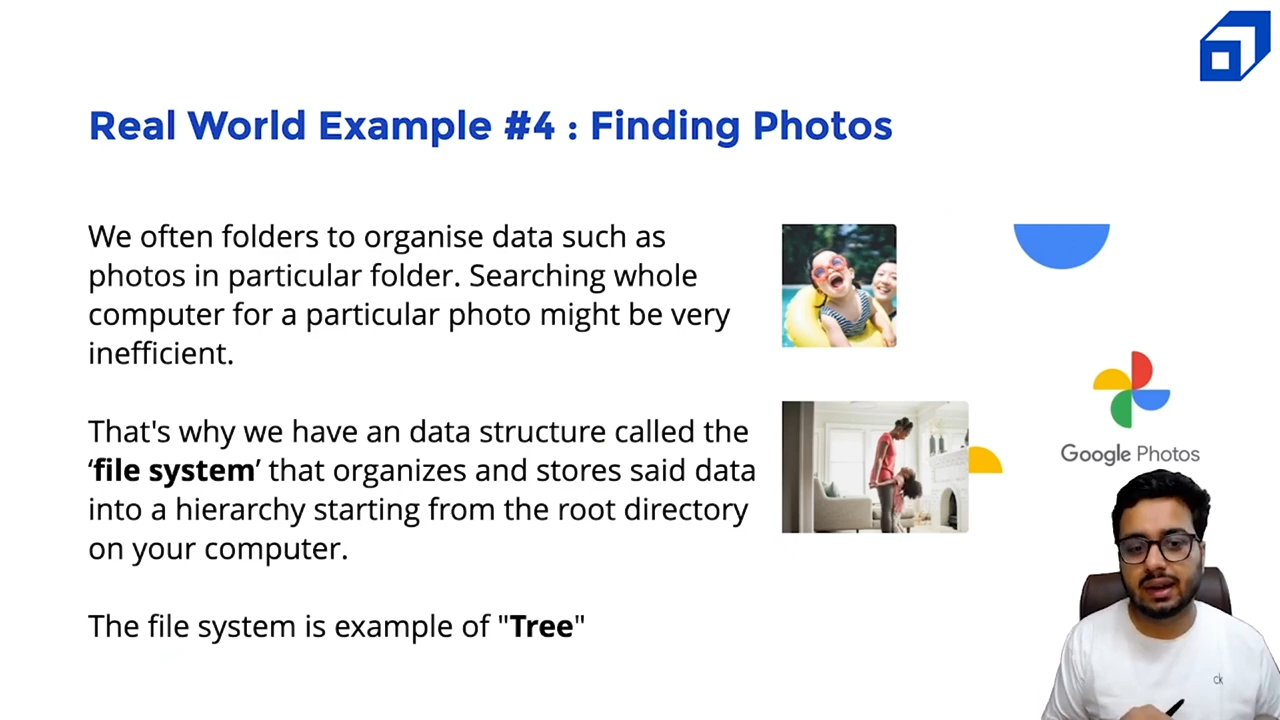 Real World Example #4 : Finding Photos
We often folders to organise data such as
photos in particular folder. Searching whole
computer for a particular photo might be very
inefficient.
That's why we have an data structure called the
‘file system’ that organizes and stores said data
into a hierarchy starting from the root directory
on your computer.
The file system is example of "Tree"
Google Photos
ck